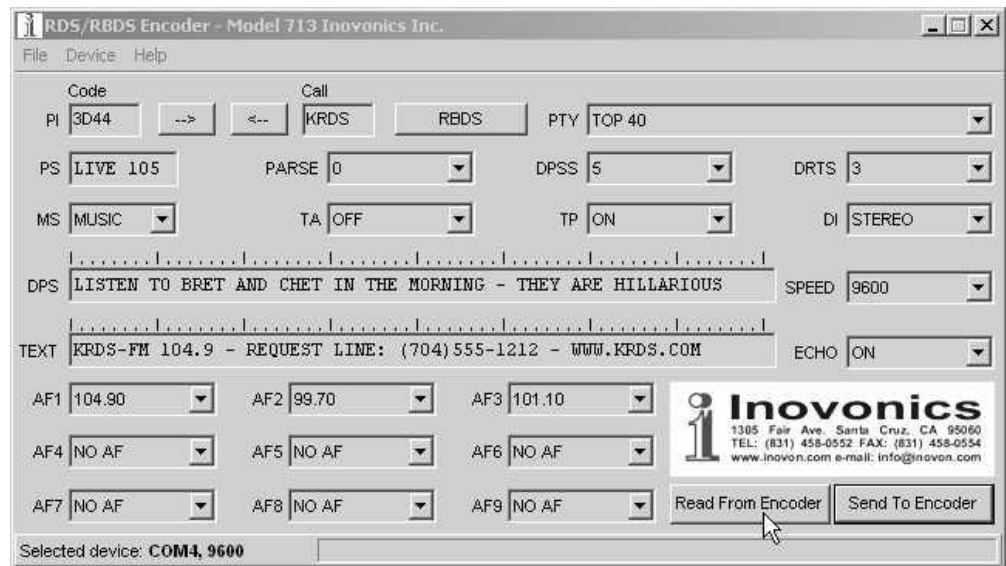 RDS/RBDS Encoder - Model 713 Inovonics Inc.
File Device Help
Code Call
PI 3D44 --> <-- KRDS RBDS PTY TOP 40
PS LIVE 105 PARSE 0 DPSS 5 DRTS 3
MS MUSIC TA OFF TP ON DI STEREO
DPS LISTEN TO BRET AND CHET IN THE MORNING - THEY ARE HILLARIOUS SPEED 9600
TEXT KRDS-FM 104.9 - REQUEST LINE: (704)555-1212 - WWW.KRDS.COM ECHO ON
AF1 104.90 AF2 99.70 AF3 101.10
AF4 NO AF AF5 NO AF AF6 NO AF
AF7 NO AF AF8 NO AF AF9 NO AF
Inovonics
1305 Fair Ave. Santa Cruz, CA 95060
TEL: (831) 458-0552 FAX: (831) 458-0554
www.inovon.com e-mail: info@inovon.com
Read From Encoder Send To Encoder
Selected device: COM4, 9600